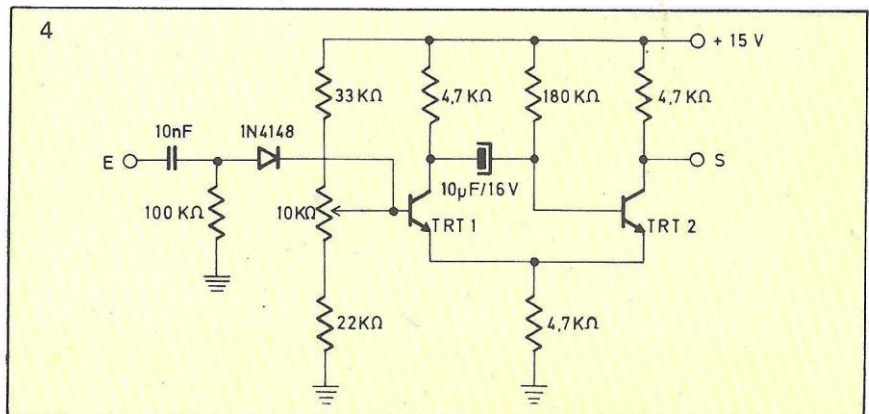 4
+ 15 V
33 KΩ
4,7 KΩ
180 KΩ
4,7 KΩ
10nF
1N4148
E
S
10µF/16 V
100 KΩ
10KΩ
TRT 1
TRT 2
22KΩ
4,7KΩ